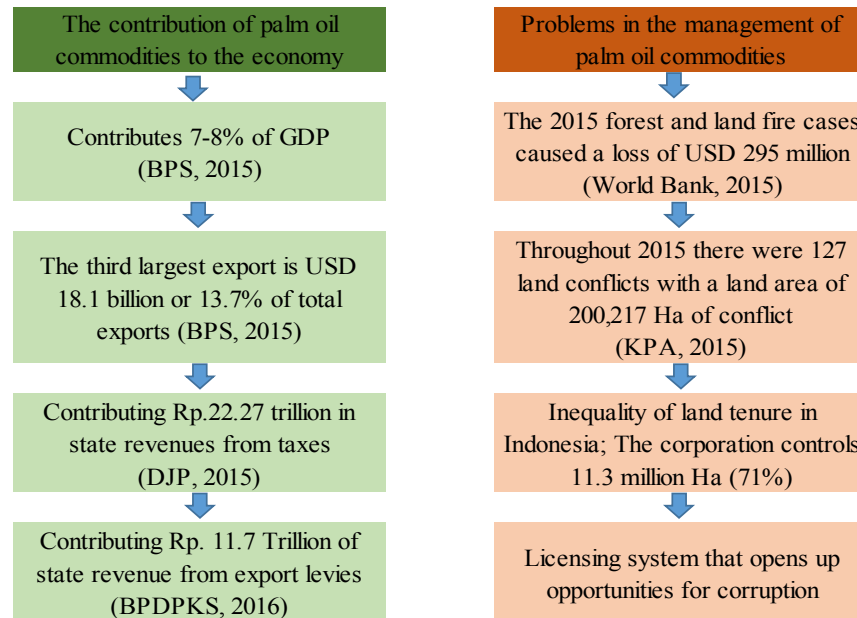 The contribution of palm oil
commodities to the economy
Contributes 7-8% of GDP
(BPS, 2015)
The third largest export is USD
18.1 billion or 13.7% of total
exports (BPS, 2015)
Contributing Rp.22.27 trillion in
state revenues from taxes
(DJP, 2015)
Contributing Rp. 11.7 Trillion of
state revenue from export levies
(BPDPKS, 2016)
Problems in the management of
palm oil commodities
The 2015 forest and land fire cases
caused a loss of USD 295 million
(World Bank, 2015)
Throughout 2015 there were 127
land conflicts with a land area of
200,217 Ha of conflict
(KPA, 2015)
Inequality of land tenure in
Indonesia; The corporation controls
11.3 million Ha (71%)
Licensing system that opens up
opportunities for corruption